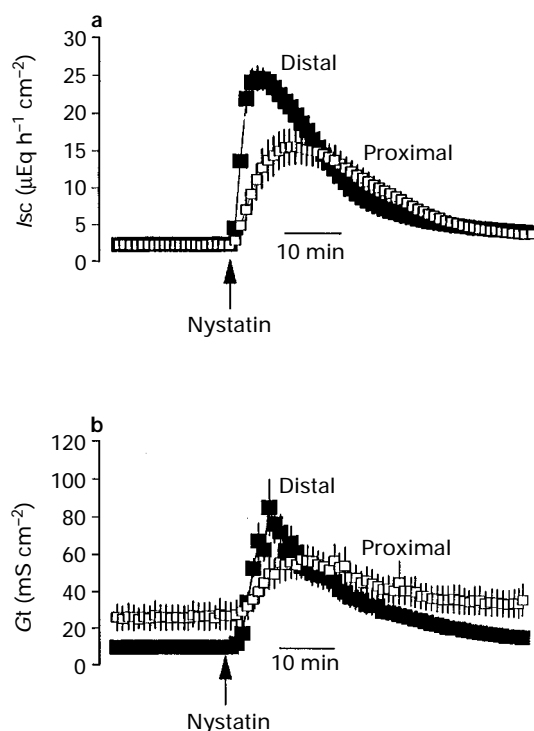 a
30
25
20
15
10
5
0
Isc (µEq h⁻¹ cm⁻²)
Distal
Proximal
10 min
Nystatin
b
120
100
80
60
40
20
0
Gt (mS cm⁻²)
Distal
Proximal
10 min
Nystatin